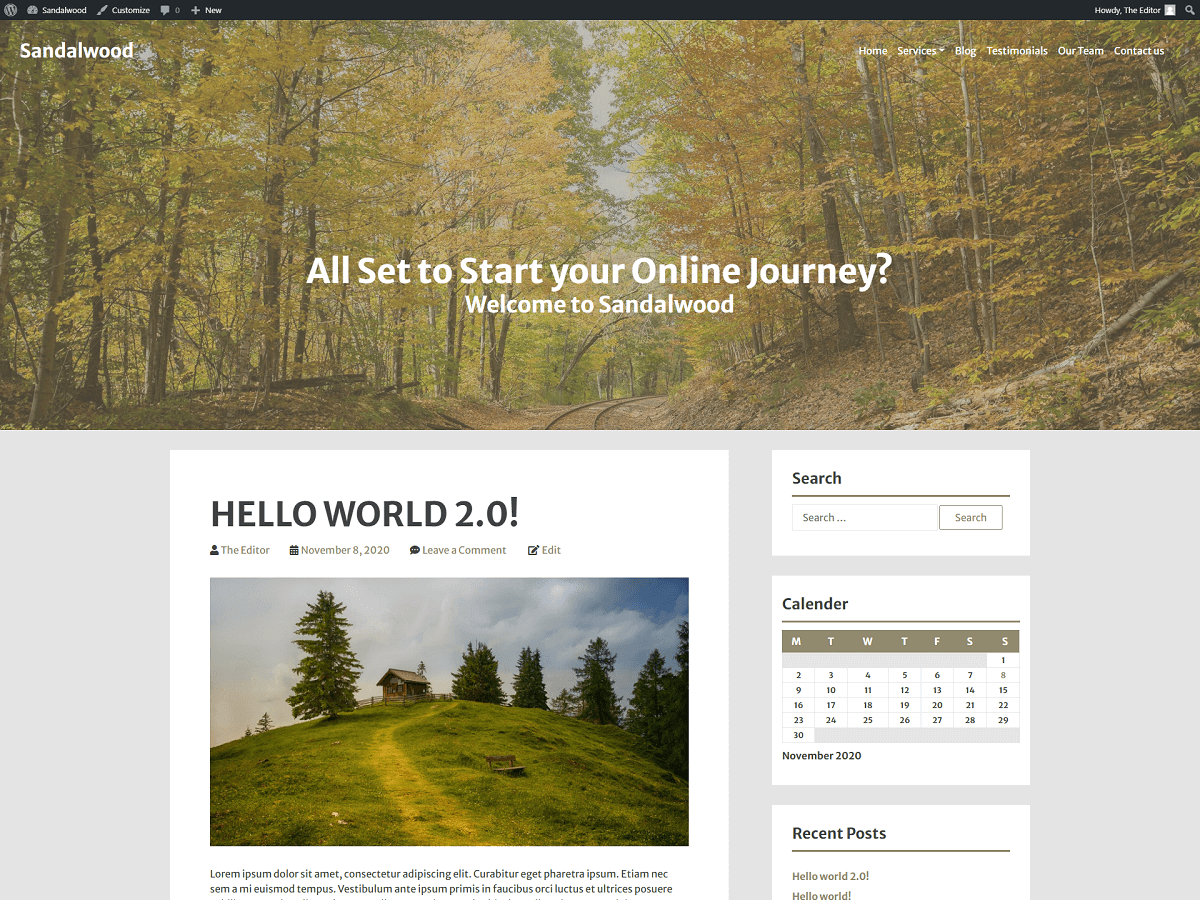 Sandalwood Customize 0 New Howdy, The Editor
Sandalwood Home Services Blog Testimonials Our Team Contact us
All Set to Start your Online Journey?
Welcome to Sandalwood
HELLO WORLD 2.0!
The Editor November 8, 2020 Leave a Comment Edit
Lorem ipsum dolor sit amet, consectetur adipiscing elit. Curabitur eget pharetra ipsum. Etiam nec
sem a mi euismod tempus. Vestibulum ante ipsum primis in faucibus orci luctus et ultrices posuere
Search
Search ... Search
Calender
M T W T F S S
1
2 3 4 5 6 7 8
9 10 11 12 13 14 15
16 17 18 19 20 21 22
23 24 25 26 27 28 29
30
November 2020
Recent Posts
Hello world 2.0!
Hello world!